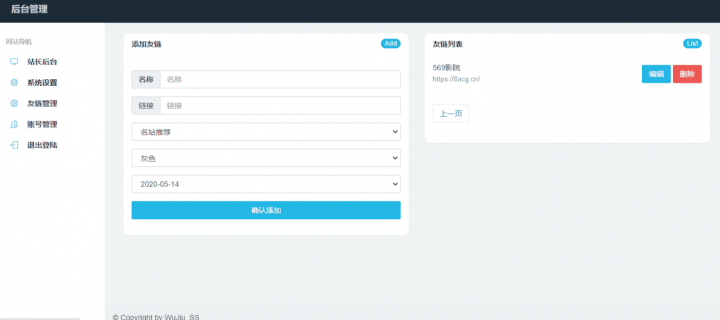 后台管理
网站导航
站长后台
系统设置
友链管理
账号管理
退出登陆
添加友链
Add
名称 名称
链接 链接
名站推荐
灰色
2020-05-14
确认添加
友链列表
List
569影院
https://8acg.cn/
编辑 删除
上一页
© Copyright by WuJiu_SS